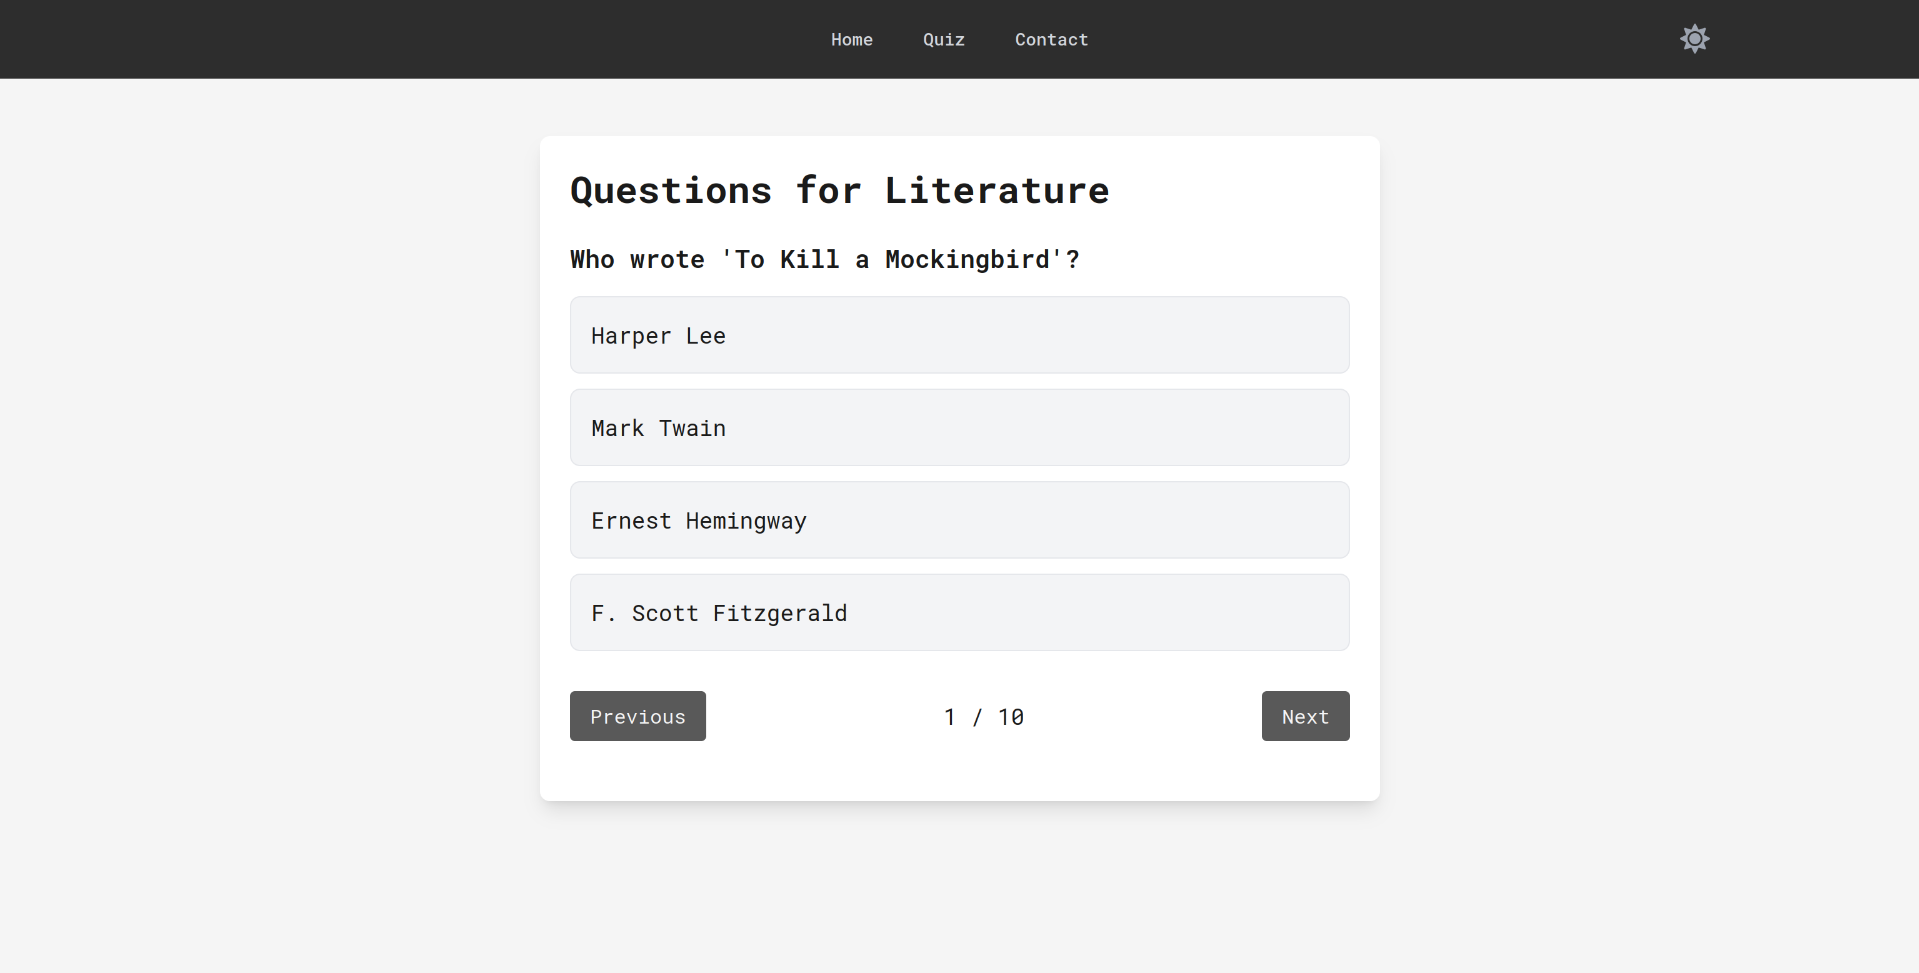 Home Quiz Contact
Questions for Literature
Who wrote 'To Kill a Mockingbird'?
Harper Lee
Mark Twain
Ernest Hemingway
F. Scott Fitzgerald
Previous 1 / 10 Next